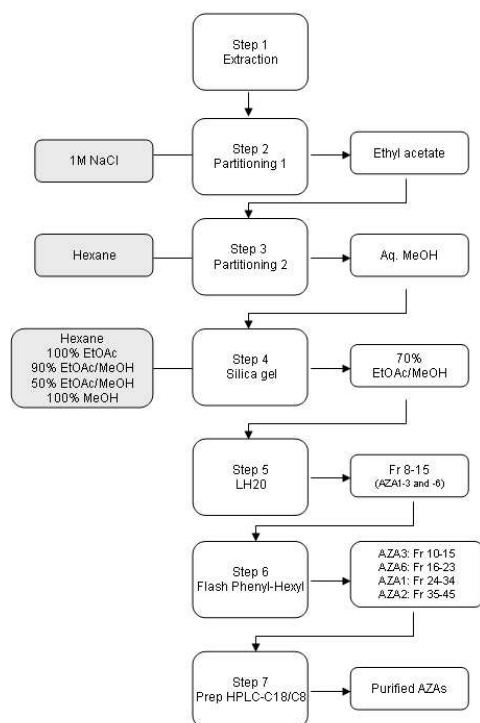 Step 1
Extraction
1M NaCl
Step 2
Partitioning 1
Ethyl acetate
Hexane
Step 3
Partitioning 2
Aq. MeOH
Hexane
100% EtOAc
90% EtOAc/MeOH
50% EtOAc/MeOH
100% MeOH
Step 4
Silica gel
70%
EtOAc/MeOH
Step 5
LH20
Fr 8-15
(AZA1-3 and -6)
Step 6
Flash Phenyl-Hexyl
AZA3: Fr 10-15
AZA6: Fr 16-23
AZA1: Fr 24-34
AZA2: Fr 35-45
Step 7
Prep HPLC-C18/C8
Purified AZAs